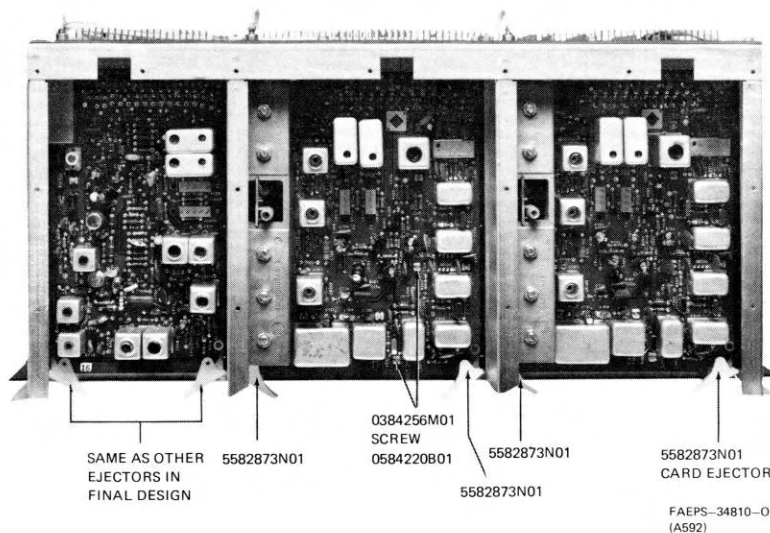 16
SAME AS OTHER
EJECTORS IN
FINAL DESIGN
5582873N01
0384256M01
SCREW
0584220B01
5582873N01
5582873N01
5582873N01
CARD EJECTOR
FAEPS-34810-O
(A592)